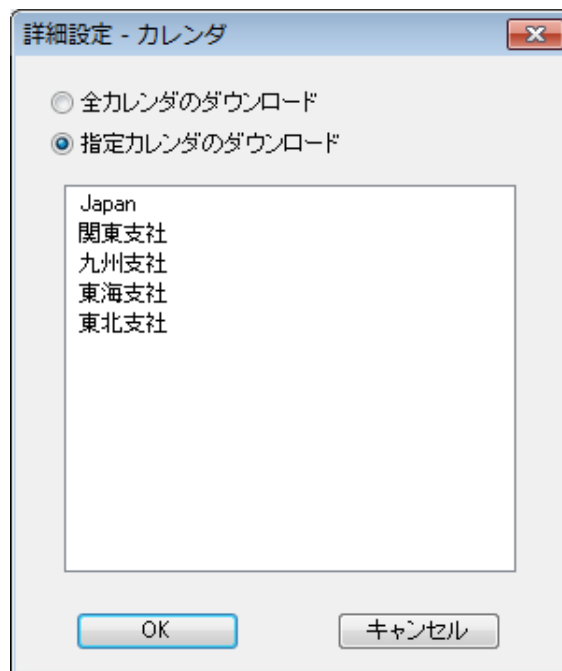 詳細設定 - カレンダ
全カレンダのダウンロード
指定カレンダのダウンロード
Japan
関東支社
九州支社
東海支社
東北支社
OK
キャンセル